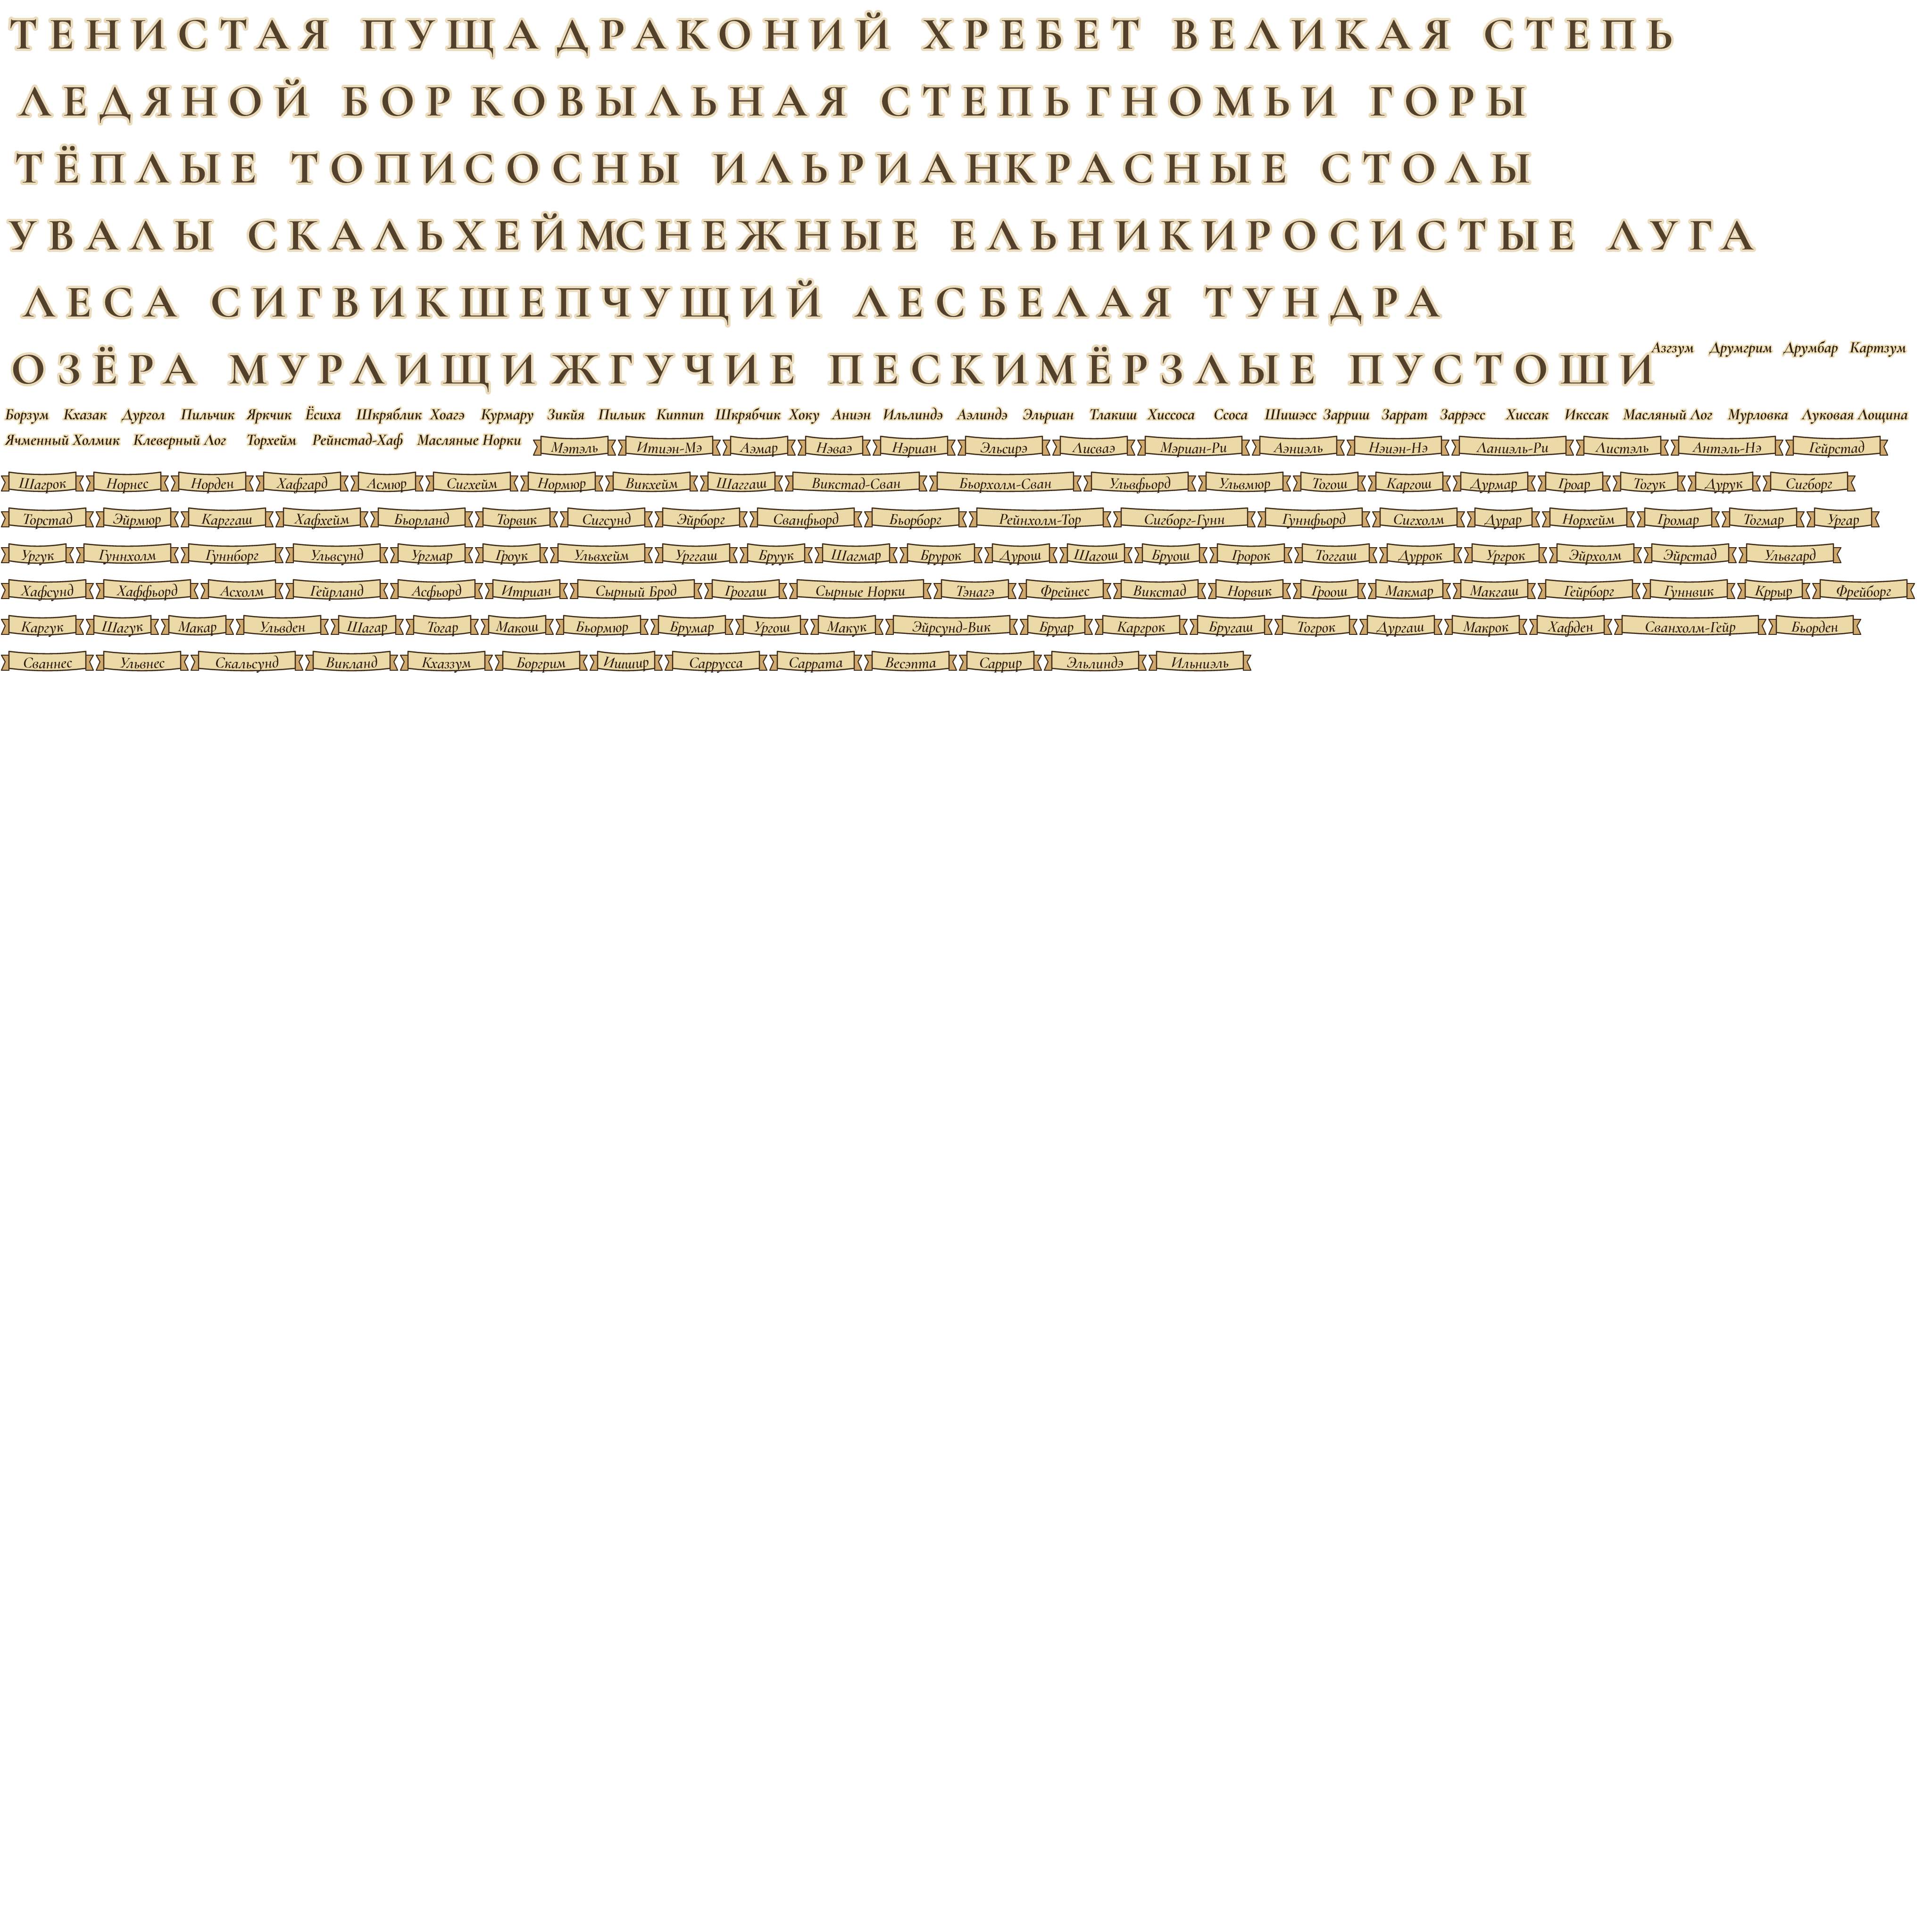 ТЕНИСТАЯ ПУЩА ДРАКОНИЙ ХРЕБЕТ ВЕЛИКАЯ СТЕПЬ
ЛЕДЯНОЙ БОР КОВЫЛЬНАЯ СТЕПЬ ГНОМЬИ ГОРЫ
ТЁПЛЫЕ ТОПИ СОСНЫ ИЛЬРИАН КРАСНЫЕ СТОЛЫ
УВАЛЫ СКАЛЬХЕЙМ СНЕЖНЫЕ ЕЛЬНИКИ РОСИСТЫЕ ЛУГА
ЛЕСА СИГВИК ШЕПЧУЩИЙ ЛЕС БЕЛАЯ ТУНДРА
ОЗЁРА МУРЛИЩИ ЖГУЧИЕ ПЕСКИ МЁРЗЛЫЕ ПУСТОШИ Азгзум Друмгрим Друмбар Картзум
Борзум Кхазак Дургол Пильчик Яркчик Ёсиха Шкряблик Хоагэ Курмару Зикйя Пильик Киппип Шкрябчик Хоку Аниэн Ильлиндэ Аэлиндэ Эльриан Тлакиш Хиссоса Ссоса Шишэсс Зарриш Заррат Заррэсс Хиссак Икссак Масляный Лог Мурловка Луковая Лощина
Ячменный Холмик Клеверный Лог Торхейм Рейнстад-Хаф Масляные Норки Мэтэль Итиэн-Мэ Аэмар Нэваэ Нэриан Эльсирэ Лисваэ Мэриан-Ри Аэниэль Нэиэн-Нэ Ланиэль-Ри Листэль Антэль-Нэ Гейрстад
Шагрок Норнес Норден Хафгард Асмюр Сигхейм Нормюр Викхейм Шаггаш Викстад-Сван Бьорхолм-Сван Ульвфьорд Ульвмюр Тогош Каргош Дурмар Гроар Тогук Дурук Сигборг
Торстад Эйрмюр Карггаш Хафхейм Бьорланд Торвик Сигсунд Эйрборг Сванфьорд Бьорборг Рейнхолм-Тор Сигборг-Гунн Гуннфьорд Сигхолм Дурар Норхейм Громар Тогмар Ургар
Ургук Гуннхолм Гуннборг Ульвсунд Ургмар Гроук Ульвхейм Урггаш Бруук Шагмар Брурок Дурош Шагош Бруош Гророк Тоггаш Дуррок Ургрок Эйрхолм Эйрстад Ульвгард
Хафсунд Хаффьорд Асхолм Гейрланд Асфьорд Итриан Сырный Брод Грогаш Сырные Норки Тэнагэ Фрейнес Викстад Норвик Гроош Макмар Макгаш Гейрборг Гуннвик Кррыр Фрейборг
Каргук Шагук Макар Ульвден Шагар Тогар Макош Бьормюр Брумар Ургош Макук Эйрсунд-Вик Бруар Каргрок Бругаш Тогрок Дургаш Макрок Хафден Сванхолм-Гейр Бьорден
Сваннес Ульвнес Скальсунд Викланд Кхаззум Боргрим Ишшир Саррусса Саррата Весэпта Саррир Эльлиндэ Ильниэль